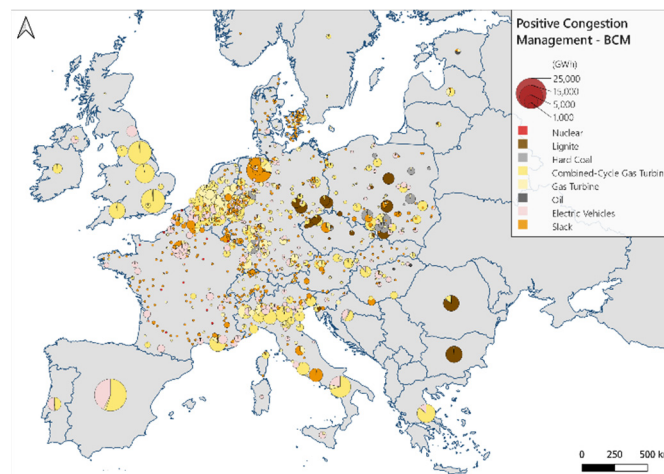 Positive Congestion
Management - BCM
(GWh)
25,000
15,000
5,000
1,000
Nuclear
Lignite
Hard Coal
Combined-Cycle Gas Turbin
Gas Turbine
Oil
Electric Vehicles
Slack
0 250 500 k